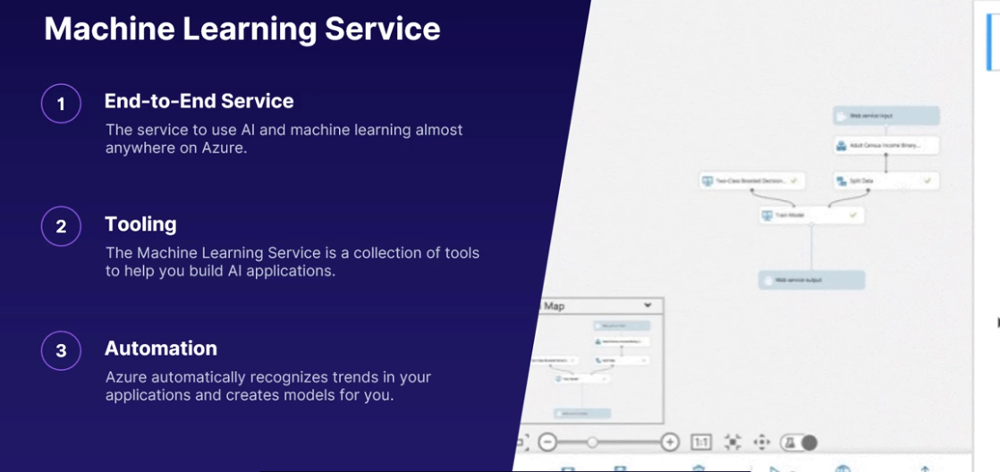 Machine Learning Service
1
End-to-End Service
The service to use AI and machine learning almost
anywhere on Azure.
2
Tooling
The Machine Learning Service is a collection of tools
to help you build AI applications.
3
Automation
Azure automatically recognizes trends in your
applications and creates models for you.
Web service input
Adult Census Income Binary...
Two-Class Boosted Decision...
Split Data
Train Model
Web service output
Map
1:1